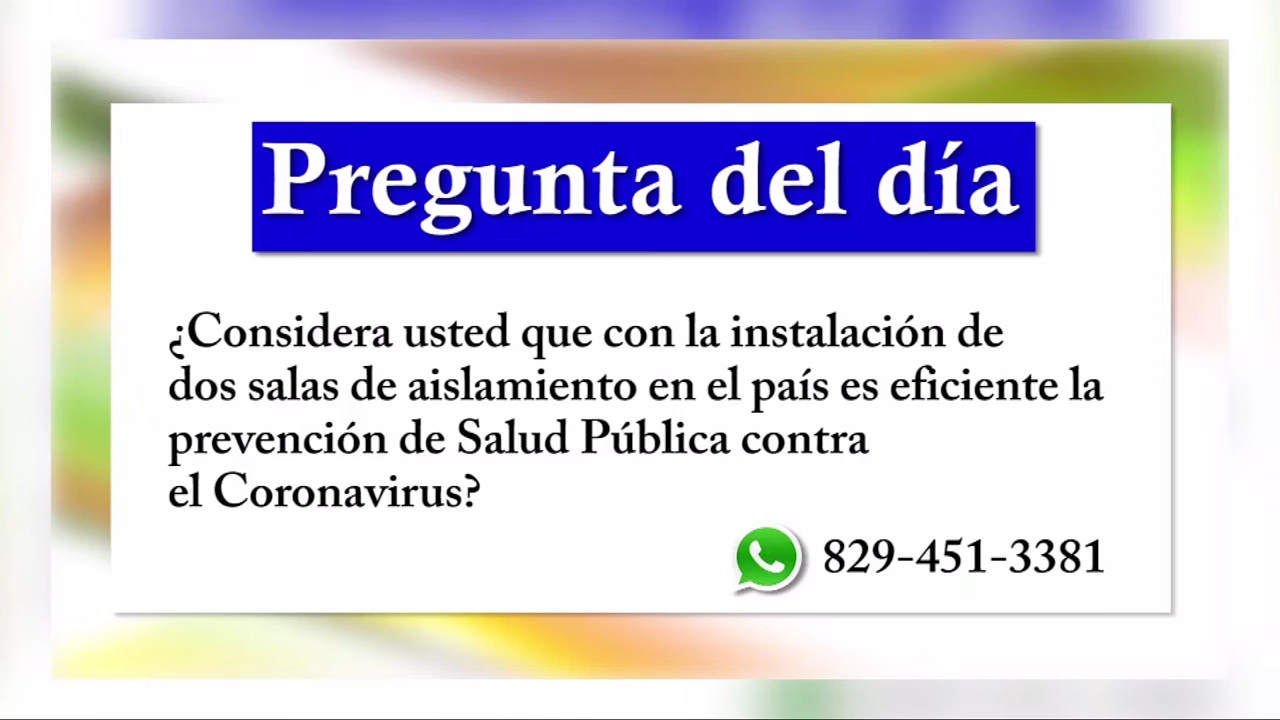 Pregunta del día
¿Considera usted que con la instalación de
dos salas de aislamiento en el país es eficiente la
prevención de Salud Pública contra
el Coronavirus?
829-451-3381